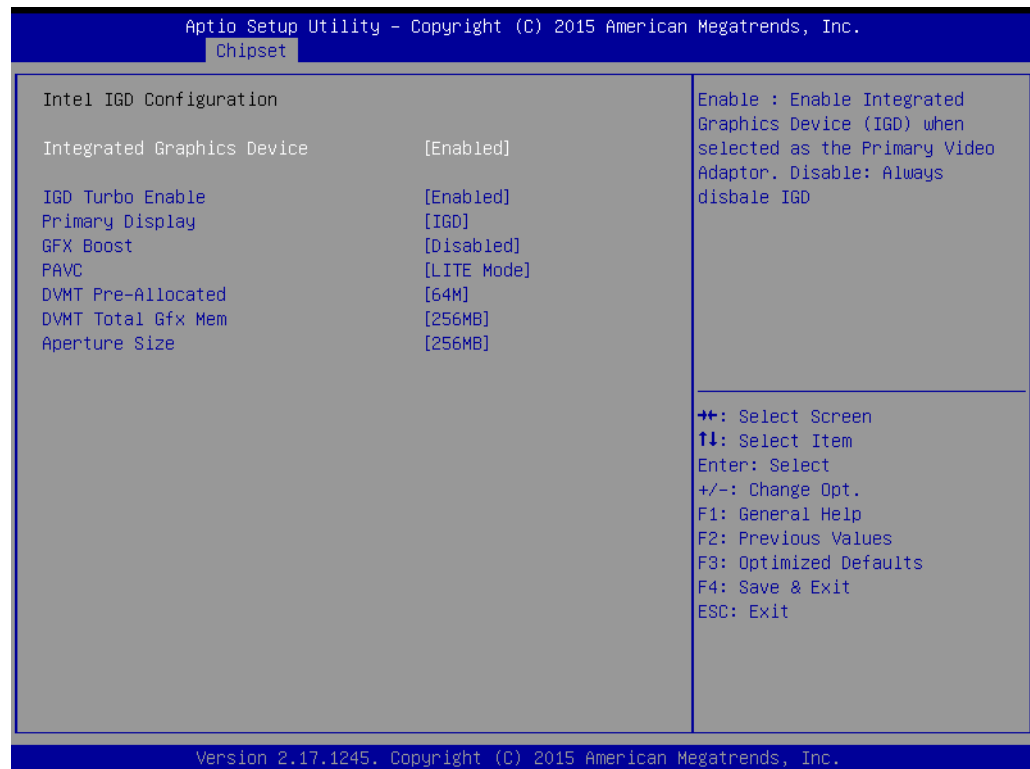 Aptio Setup Utility – Copyright (C) 2015 American Megatrends, Inc.
Chipset
Intel IGD Configuration
Integrated Graphics Device [Enabled]
IGD Turbo Enable [Enabled]
Primary Display [IGD]
GFX Boost [Disabled]
PAVC [LITE Mode]
DVMT Pre-Allocated [64M]
DVMT Total Gfx Mem [256MB]
Aperture Size [256MB]
Enable : Enable Integrated
Graphics Device (IGD) when
selected as the Primary Video
Adaptor. Disable: Always
disbale IGD
→←: Select Screen
↑↓: Select Item
Enter: Select
+/-: Change Opt.
F1: General Help
F2: Previous Values
F3: Optimized Defaults
F4: Save & Exit
ESC: Exit
Version 2.17.1245. Copyright (C) 2015 American Megatrends, Inc.